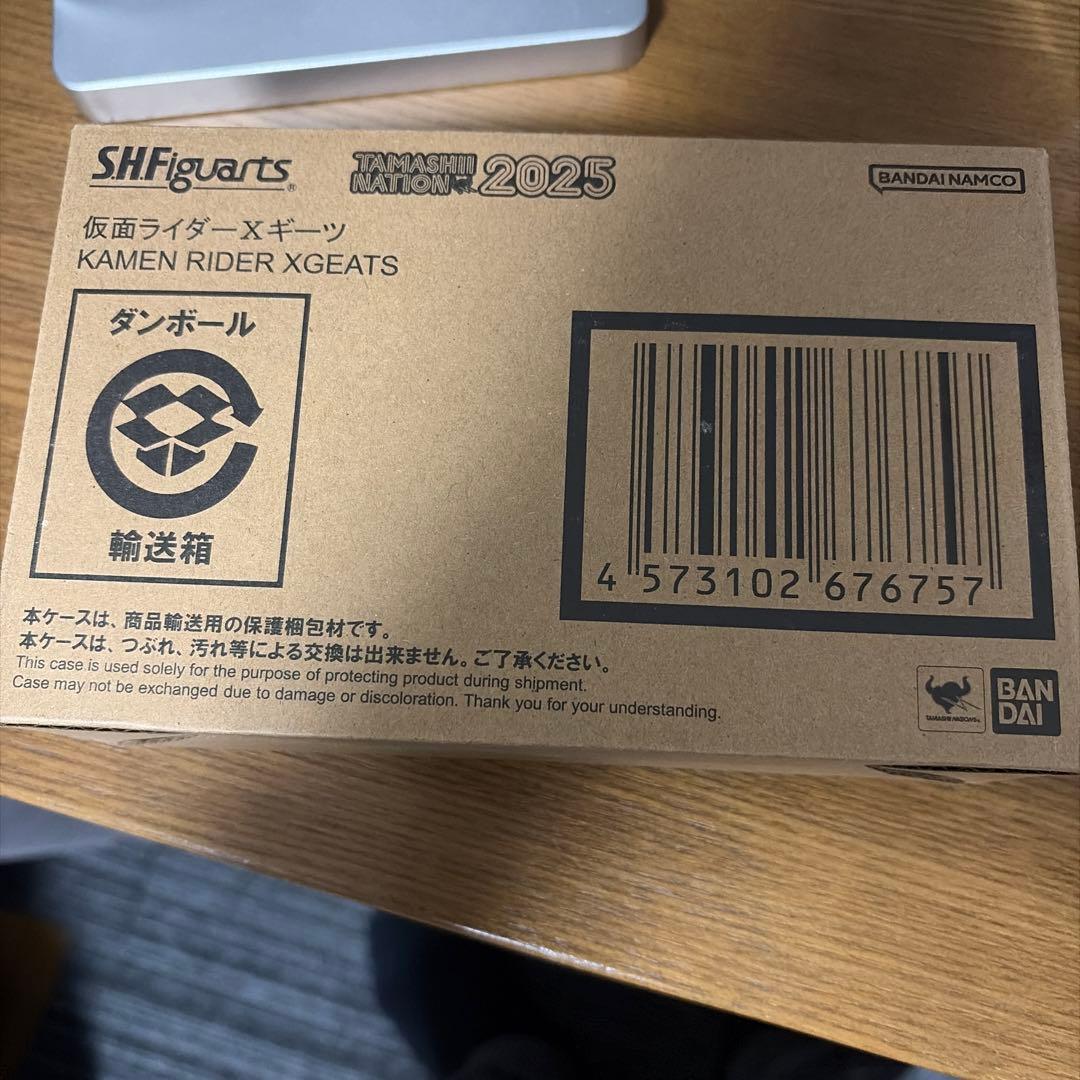 S.H.Figuarts®
TAMASHII NATION 2025
BANDAI NAMCO
仮面ライダーXギーツ
KAMEN RIDER XGEATS
ダンボール
輸送箱
4 573102 676757
本ケースは、商品輸送用の保護梱包材です。
本ケースは、つぶれ、汚れ等による交換は出来ません。ご了承ください。
This case is used solely for the purpose of protecting product during shipment.
Case may not be exchanged due to damage or discoloration. Thank you for your understanding.
TAMASHII NATIONS
BAN
DAI